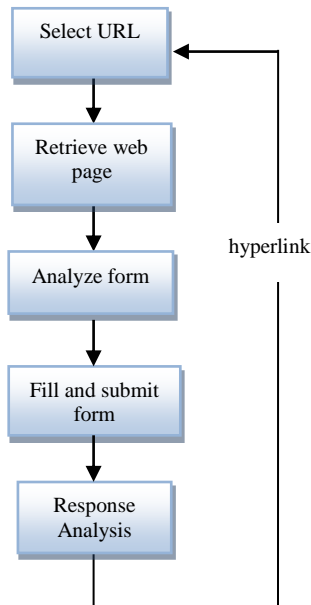 Select URL
Retrieve web
page
hyperlink
Analyze form
Fill and submit
form
Response
Analysis